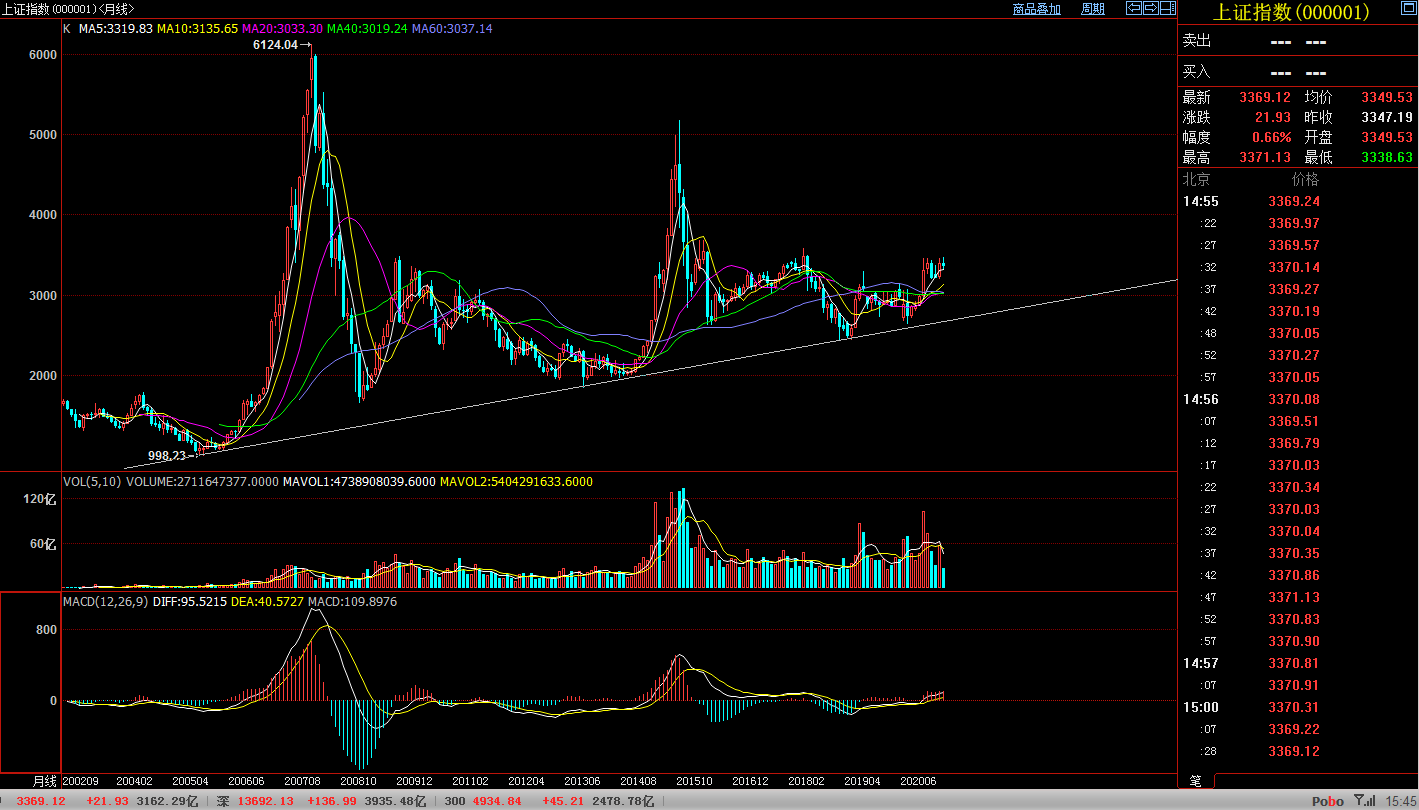 上证指数(000001)<月线>
商品叠加 周期
K MA5:3319.83 MA10:3135.65 MA20:3033.30 MA40:3019.24 MA60:3037.14
6124.04
6000
5000
4000
3000
2000
998.23
VOL(5,10) VOLUME:2711647377.0000 MAVOL1:4738908039.6000 MAVOL2:5404291633.6000
120亿
60亿
MACD(12,26,9) DIFF:95.5215 DEA:40.5727 MACD:109.8976
800
0
月线 200209 200402 200504 200606 200708 200810 200912 201102 201204 201306 201408 201510 201612 201802 201904 202006
上证指数(000001)
卖出 --- ---
买入 --- ---
最新 3369.12 均价 3349.53
涨跌 21.93 昨收 3347.19
幅度 0.66% 开盘 3349.53
最高 3371.13 最低 3338.63
北京 价格
14:55 3369.24
:22 3369.97
:27 3369.57
:32 3370.14
:37 3369.27
:42 3370.19
:48 3370.05
:52 3370.27
:57 3370.05
14:56 3370.08
:07 3369.51
:12 3369.79
:17 3370.03
:22 3370.34
:27 3370.03
:32 3370.04
:37 3370.35
:42 3370.86
:47 3371.13
:52 3370.83
:57 3370.90
14:57 3370.81
:07 3370.91
15:00 3370.31
:07 3369.22
:28 3369.12
笔
3369.12 +21.93 3162.29亿 深 13692.13 +136.99 3935.48亿 300 4934.84 +45.21 2478.78亿 Pobo 15:45